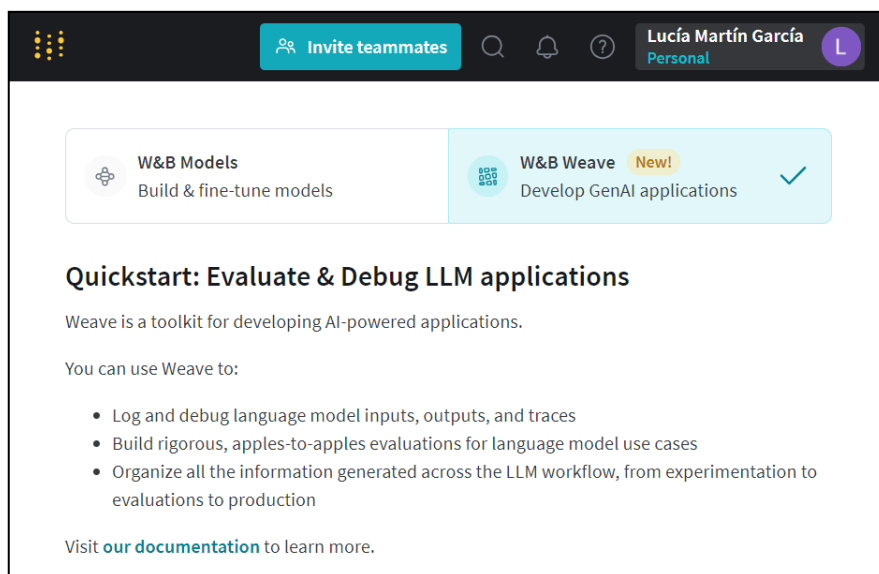 Invite teammates
Lucía Martín García
Personal
L
W&B Models
Build & fine-tune models
W&B Weave New!
Develop GenAI applications
Quickstart: Evaluate & Debug LLM applications
Weave is a toolkit for developing AI-powered applications.
You can use Weave to:
• Log and debug language model inputs, outputs, and traces
• Build rigorous, apples-to-apples evaluations for language model use cases
• Organize all the information generated across the LLM workflow, from experimentation to
evaluations to production
Visit our documentation to learn more.